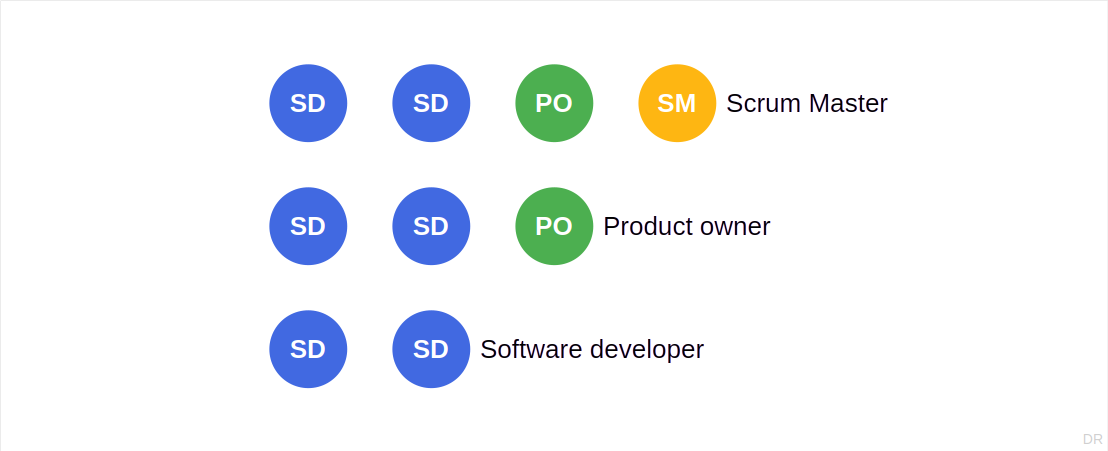 SD SD PO SM Scrum Master
SD SD PO Product owner
SD SD Software developer
DR